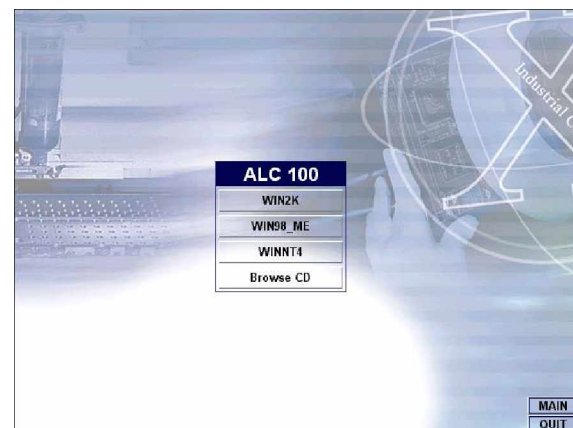 Industrial C
ALC 100
WIN2K
WIN98_ME
WINNT4
Browse CD
MAIN
QUIT